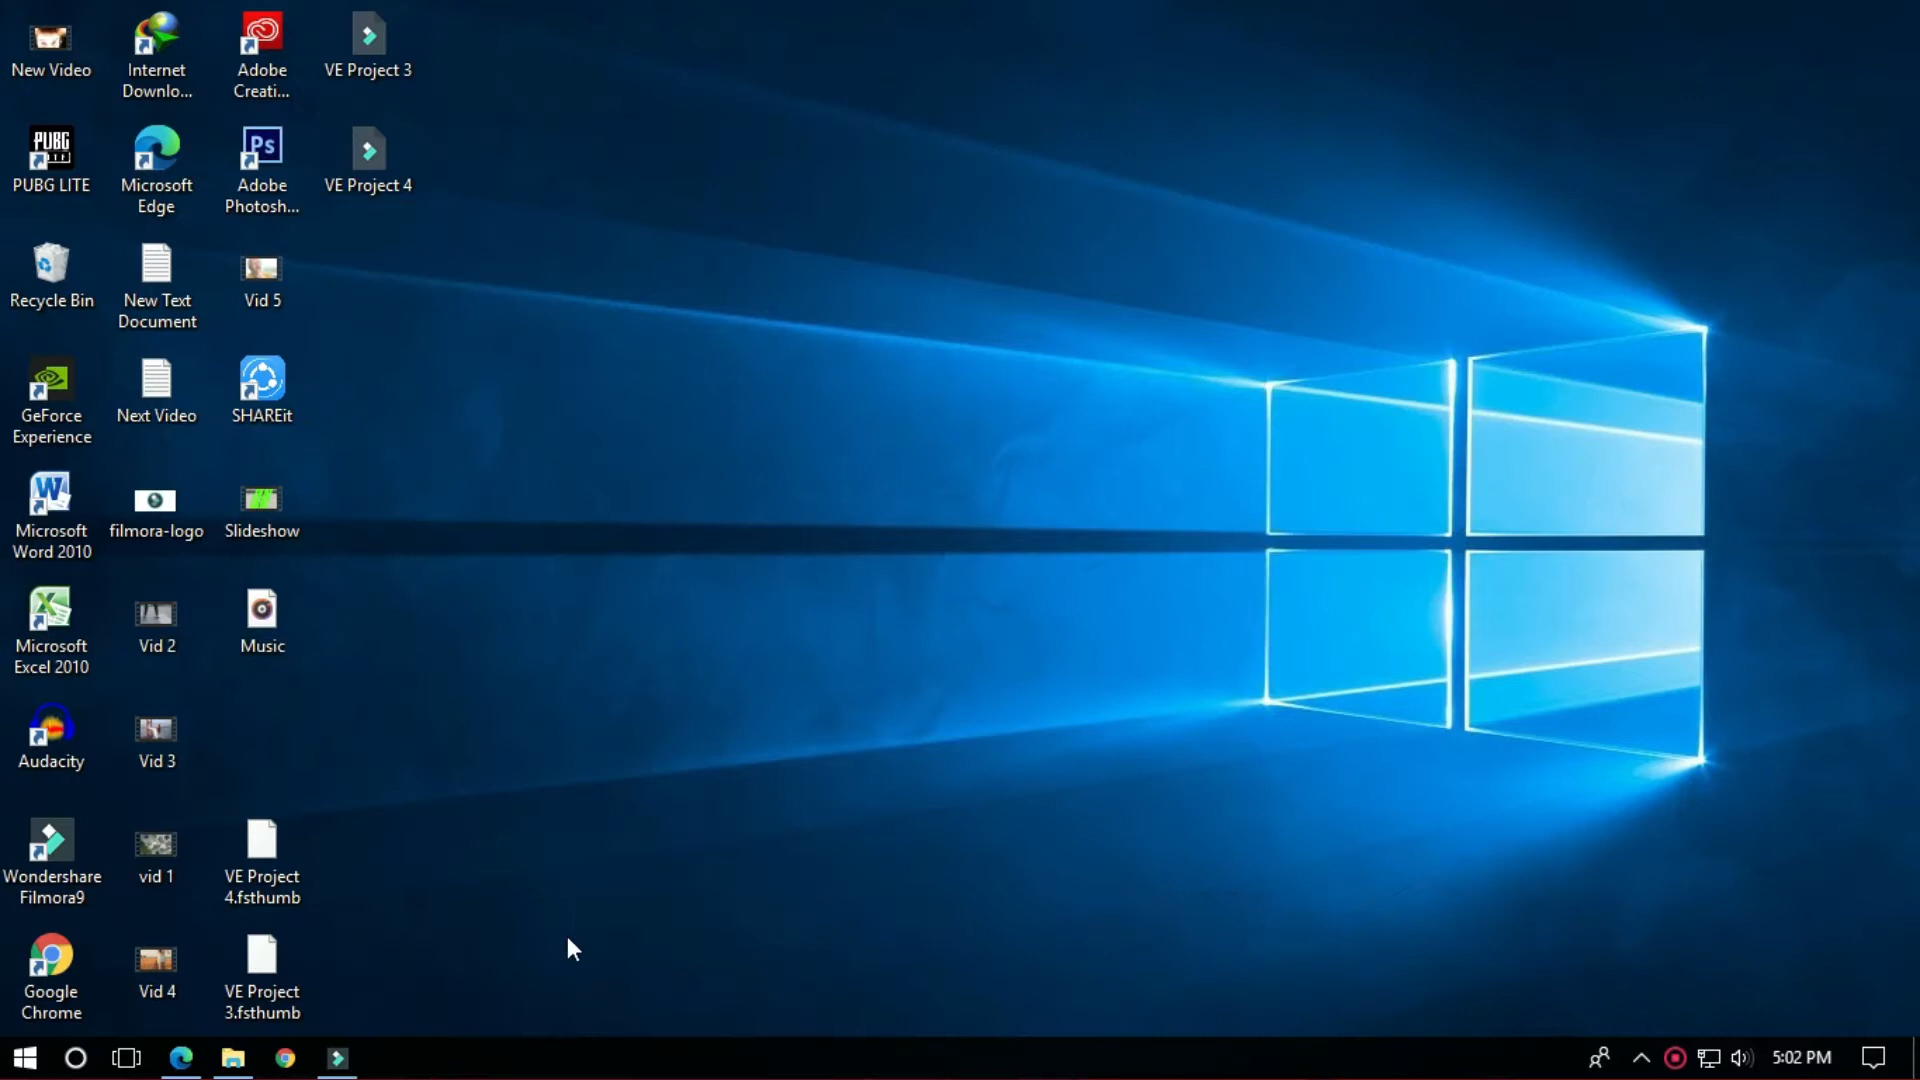 New Video
Internet
Downlo...
Adobe
Creati...
VE Project 3
PUBG
LITE
PUBG LITE
Microsoft
Edge
Ps
Adobe
Photosh...
VE Project 4
Recycle Bin
New Text
Document
Vid 5
GeForce
Experience
Next Video
SHAREit
W
Microsoft
Word 2010
filmora-logo
Slideshow
X
Microsoft
Excel 2010
Vid 2
Music
Audacity
Vid 3
Wondershare
Filmora9
vid 1
VE Project
4.fsthumb
Google
Chrome
Vid 4
VE Project
3.fsthumb
5:02 PM